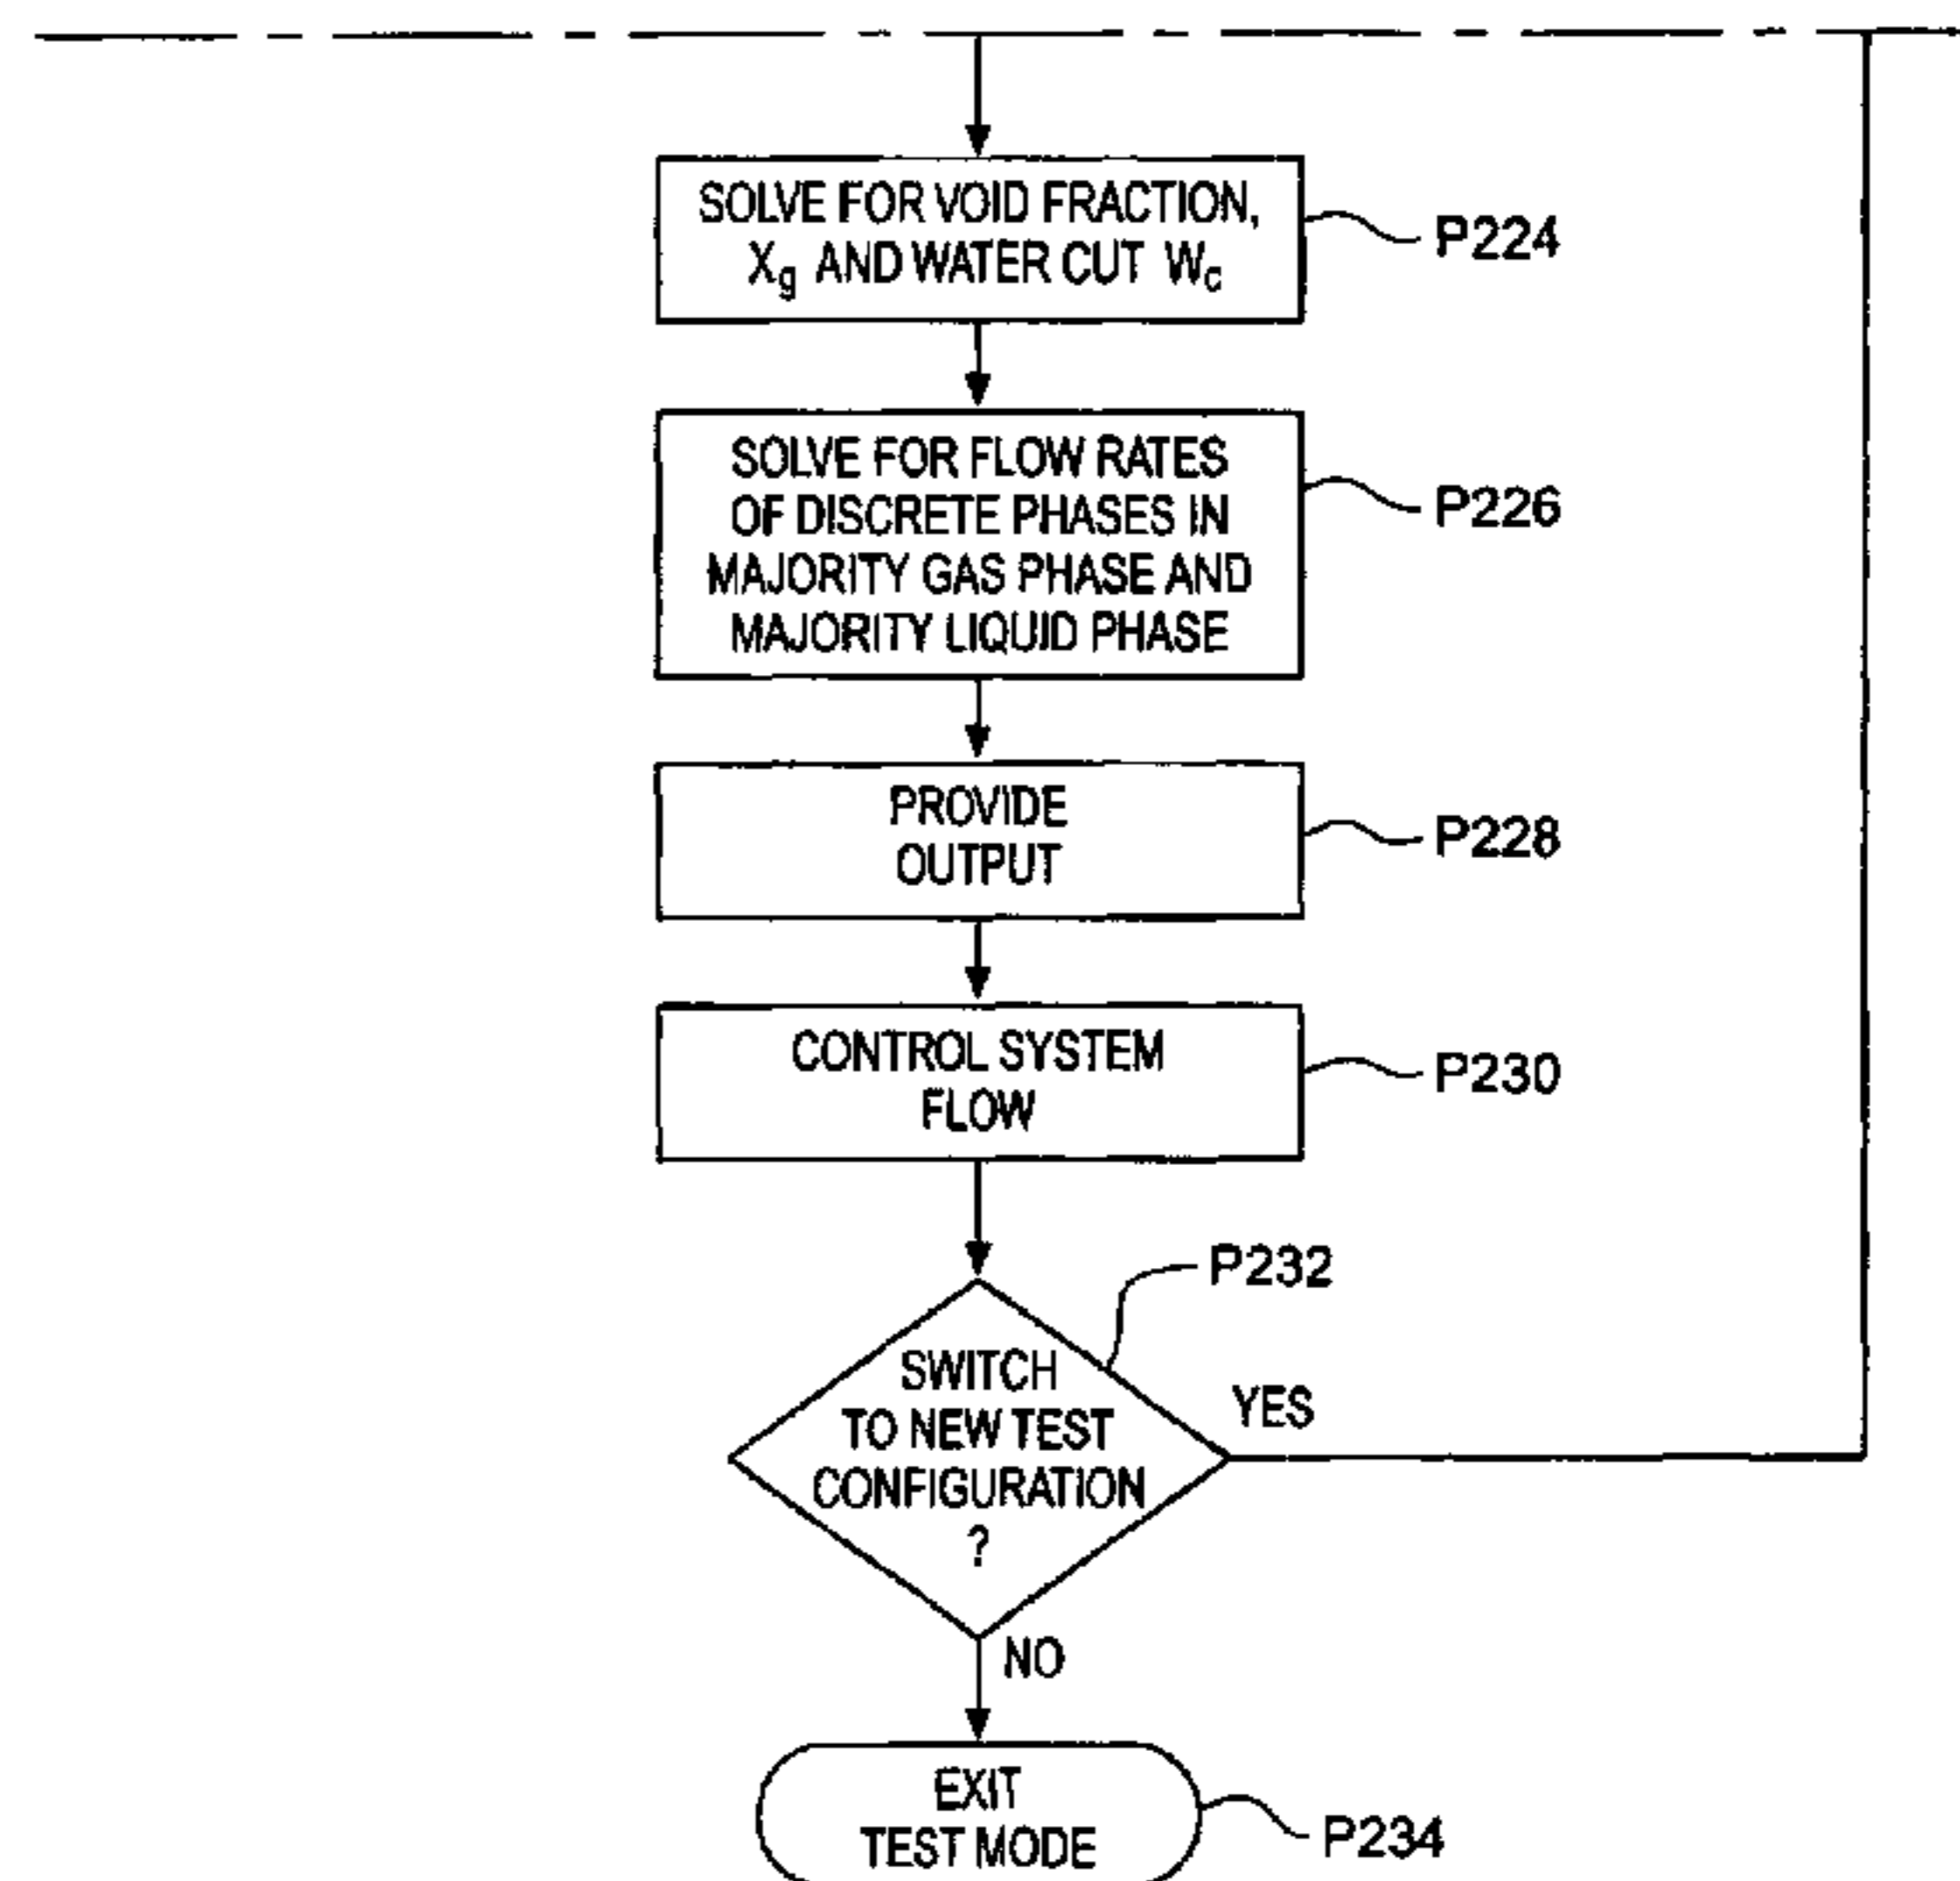 SOLVE FOR VOID FRACTION,
Xg AND WATER CUT Wc
P224
SOLVE FOR FLOW RATES
OF DISCRETE PHASES IN
MAJORITY GAS PHASE AND
MAJORITY LIQUID PHASE
P226
PROVIDE
OUTPUT
P228
CONTROL SYSTEM
FLOW
P230
P232
SWITCH
TO NEW TEST
CONFIGURATION
?
YES
NO
EXIT
TEST MODE
P234